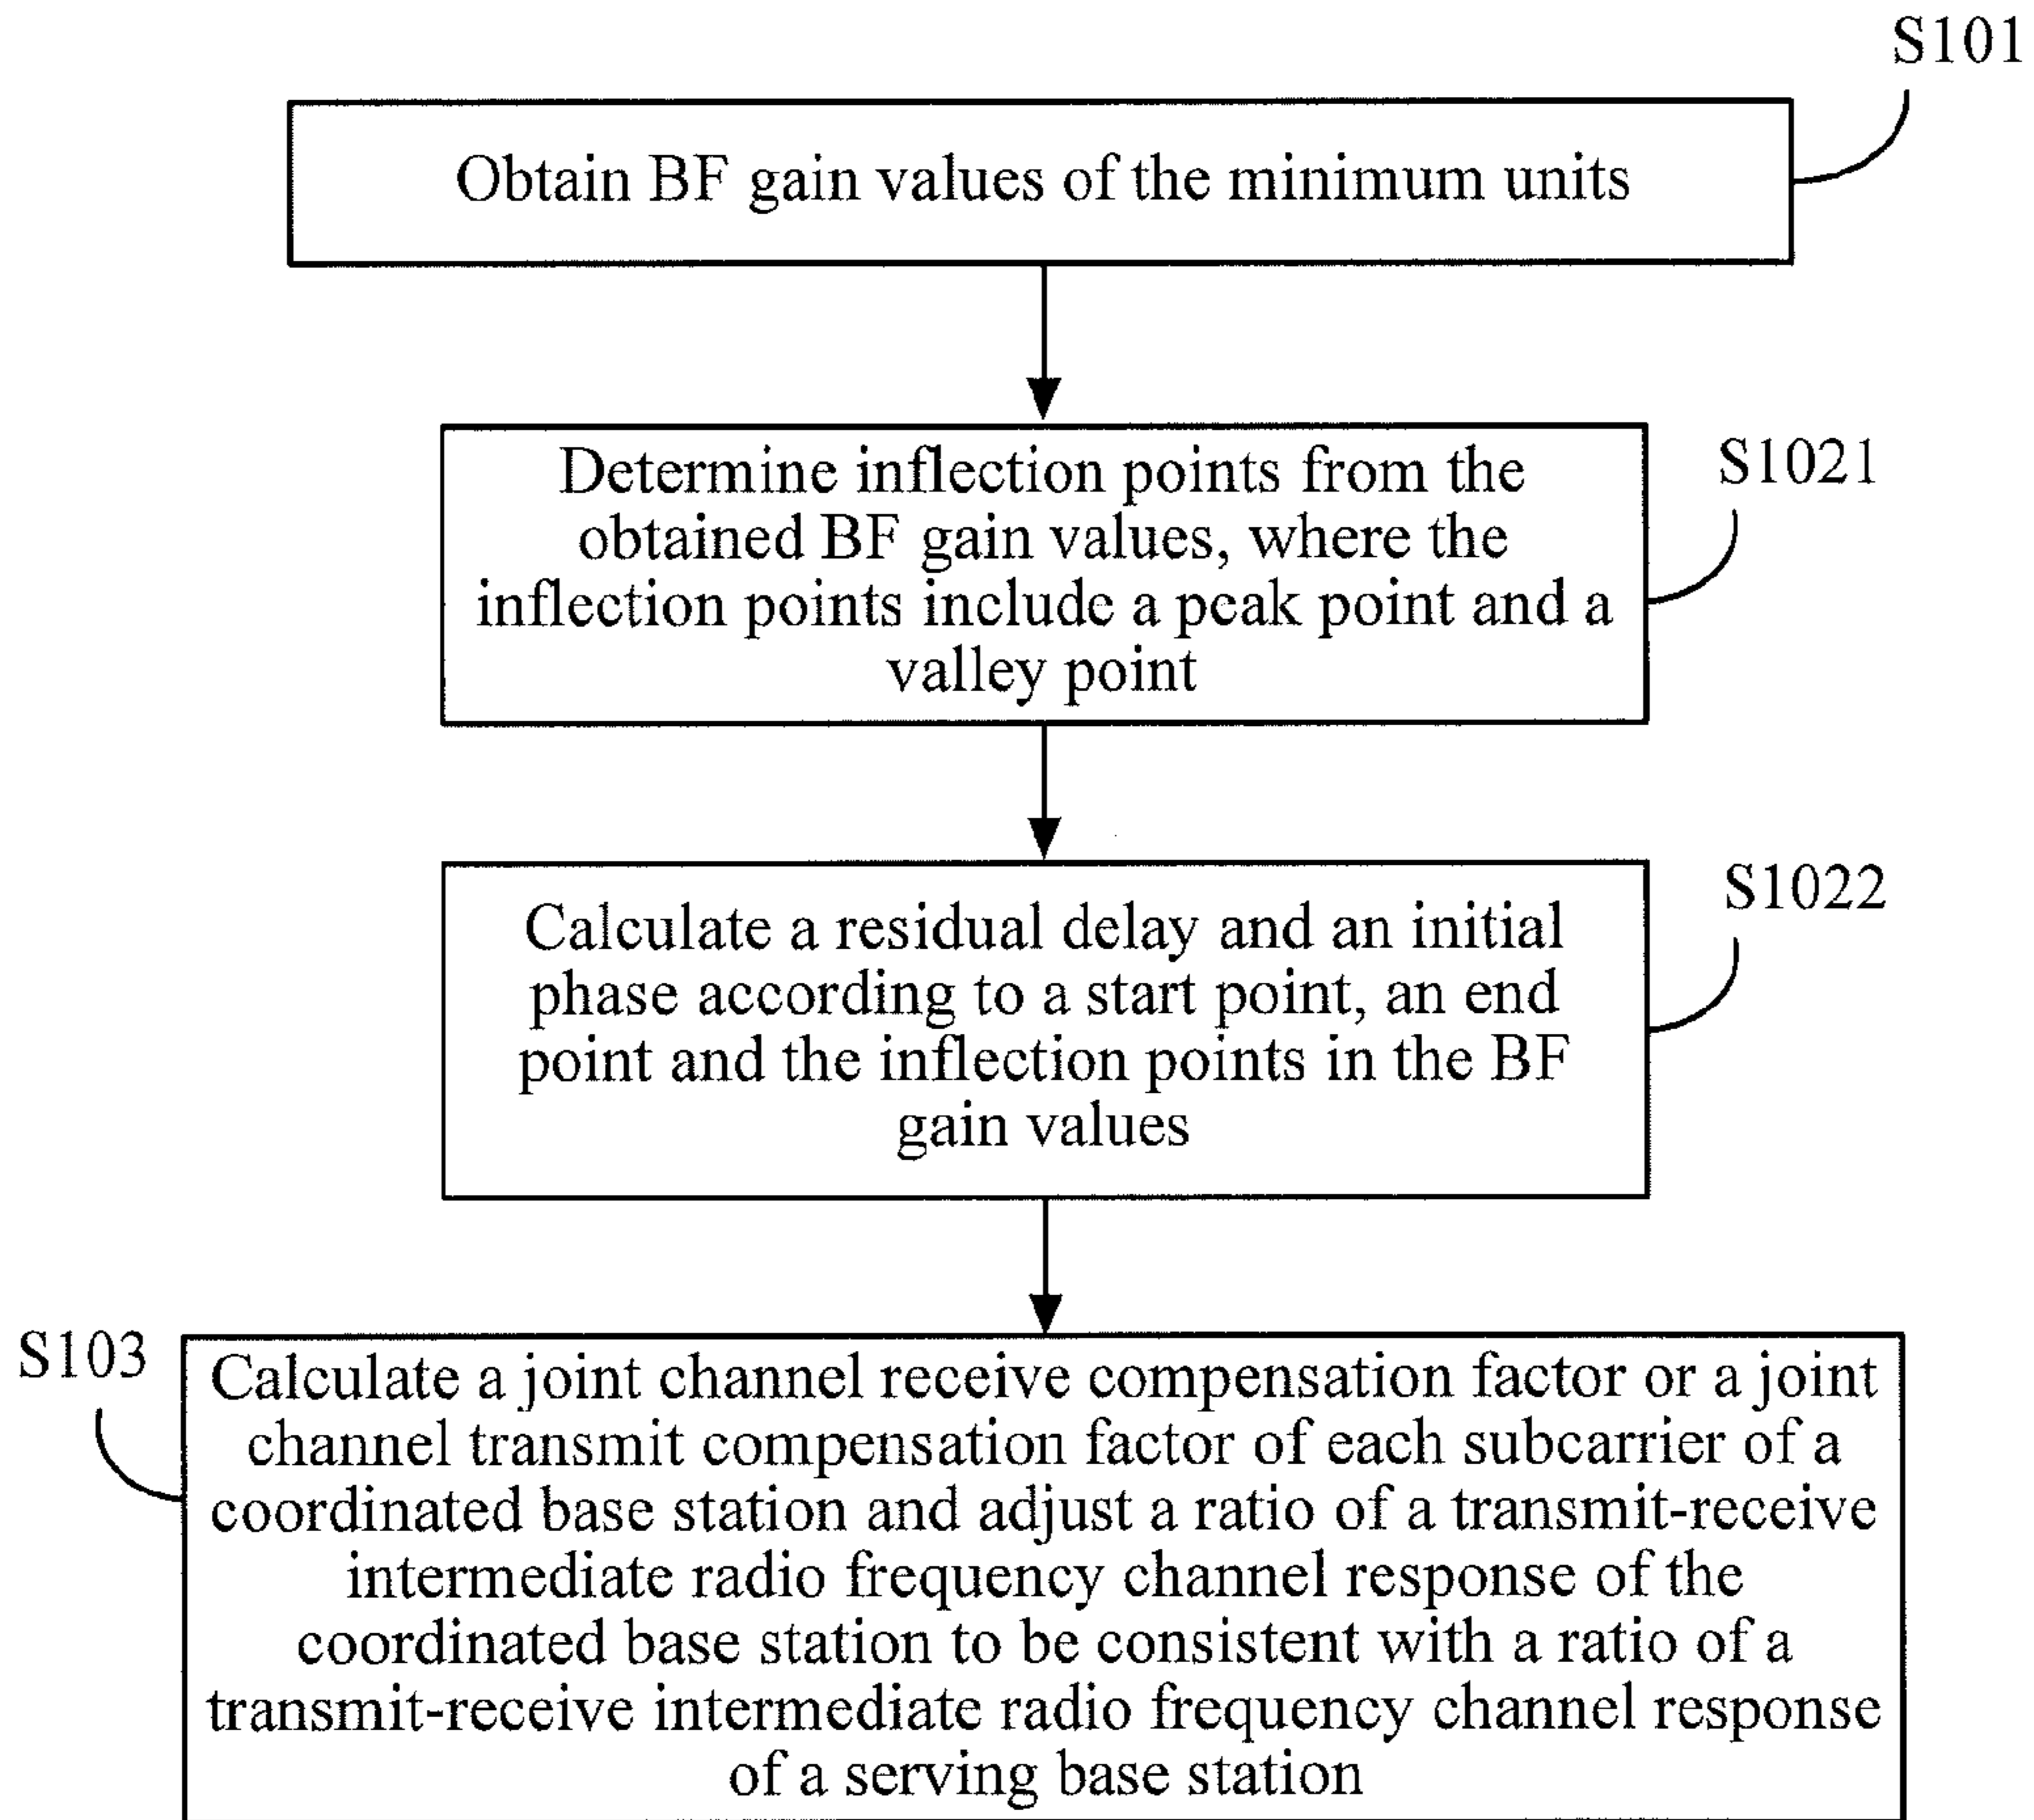 S101
Obtain BF gain values of the minimum units
Determine inflection points from the
obtained BF gain values, where the
inflection points include a peak point and a
valley point
S1021
Calculate a residual delay and an initial
phase according to a start point, an end
point and the inflection points in the BF
gain values
S1022
S103
Calculate a joint channel receive compensation factor or a joint
channel transmit compensation factor of each subcarrier of a
coordinated base station and adjust a ratio of a transmit-receive
intermediate radio frequency channel response of the
coordinated base station to be consistent with a ratio of a
transmit-receive intermediate radio frequency channel response
of a serving base station